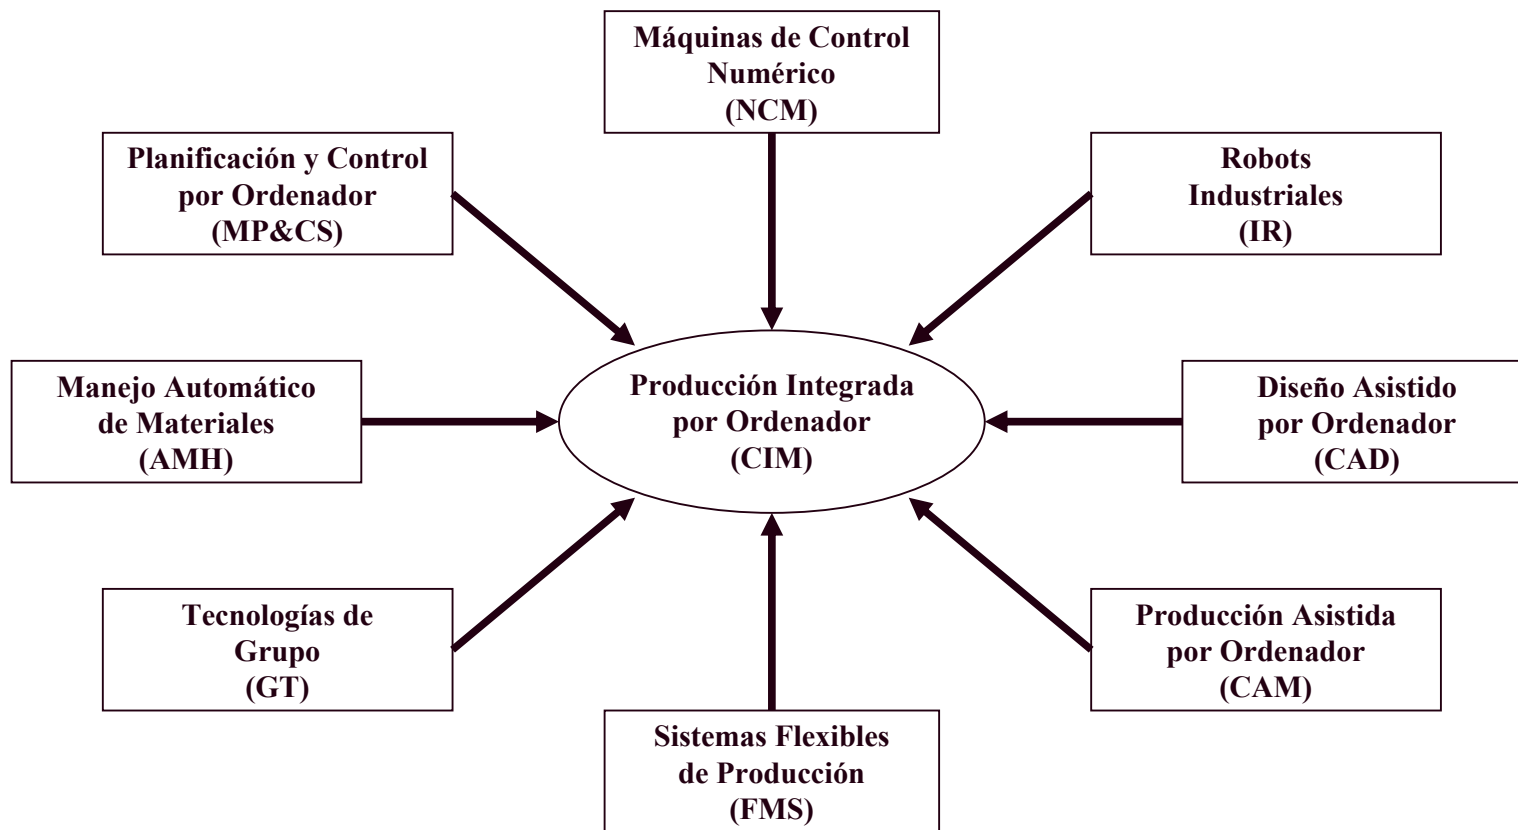 Máquinas de Control
Numérico
(NCM)
Planificación y Control
por Ordenador
(MP&CS)
Robots
Industriales
(IR)
Manejo Automático
de Materiales
(AMH)
Producción Integrada
por Ordenador
(CIM)
Diseño Asistido
por Ordenador
(CAD)
Tecnologías de
Grupo
(GT)
Producción Asistida
por Ordenador
(CAM)
Sistemas Flexibles
de Producción
(FMS)